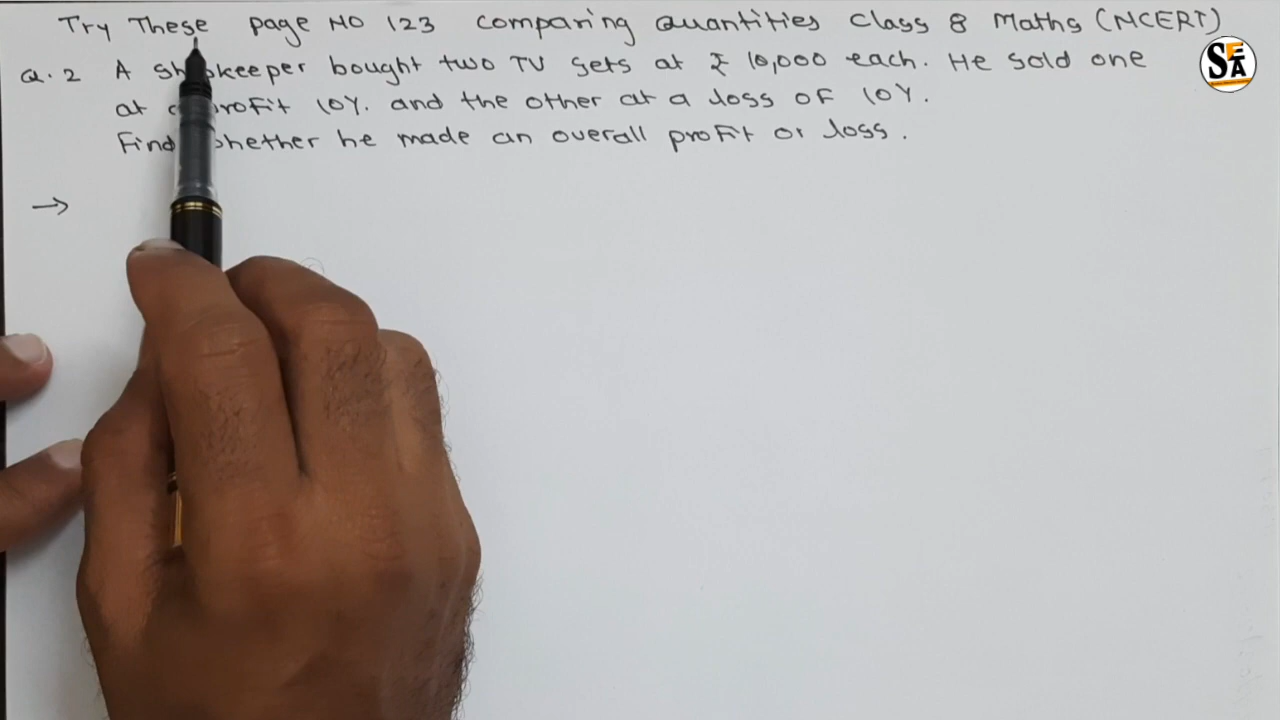 Try These page NO 123 comparing quantities class 8 Maths (NCERT)
Q.2 A shopkeeper bought two TV sets at ₹ 10,000 each. He sold one
at profit 10%. and the other at a loss of 10%.
Find whether he made an overall profit or loss.
→
SFA